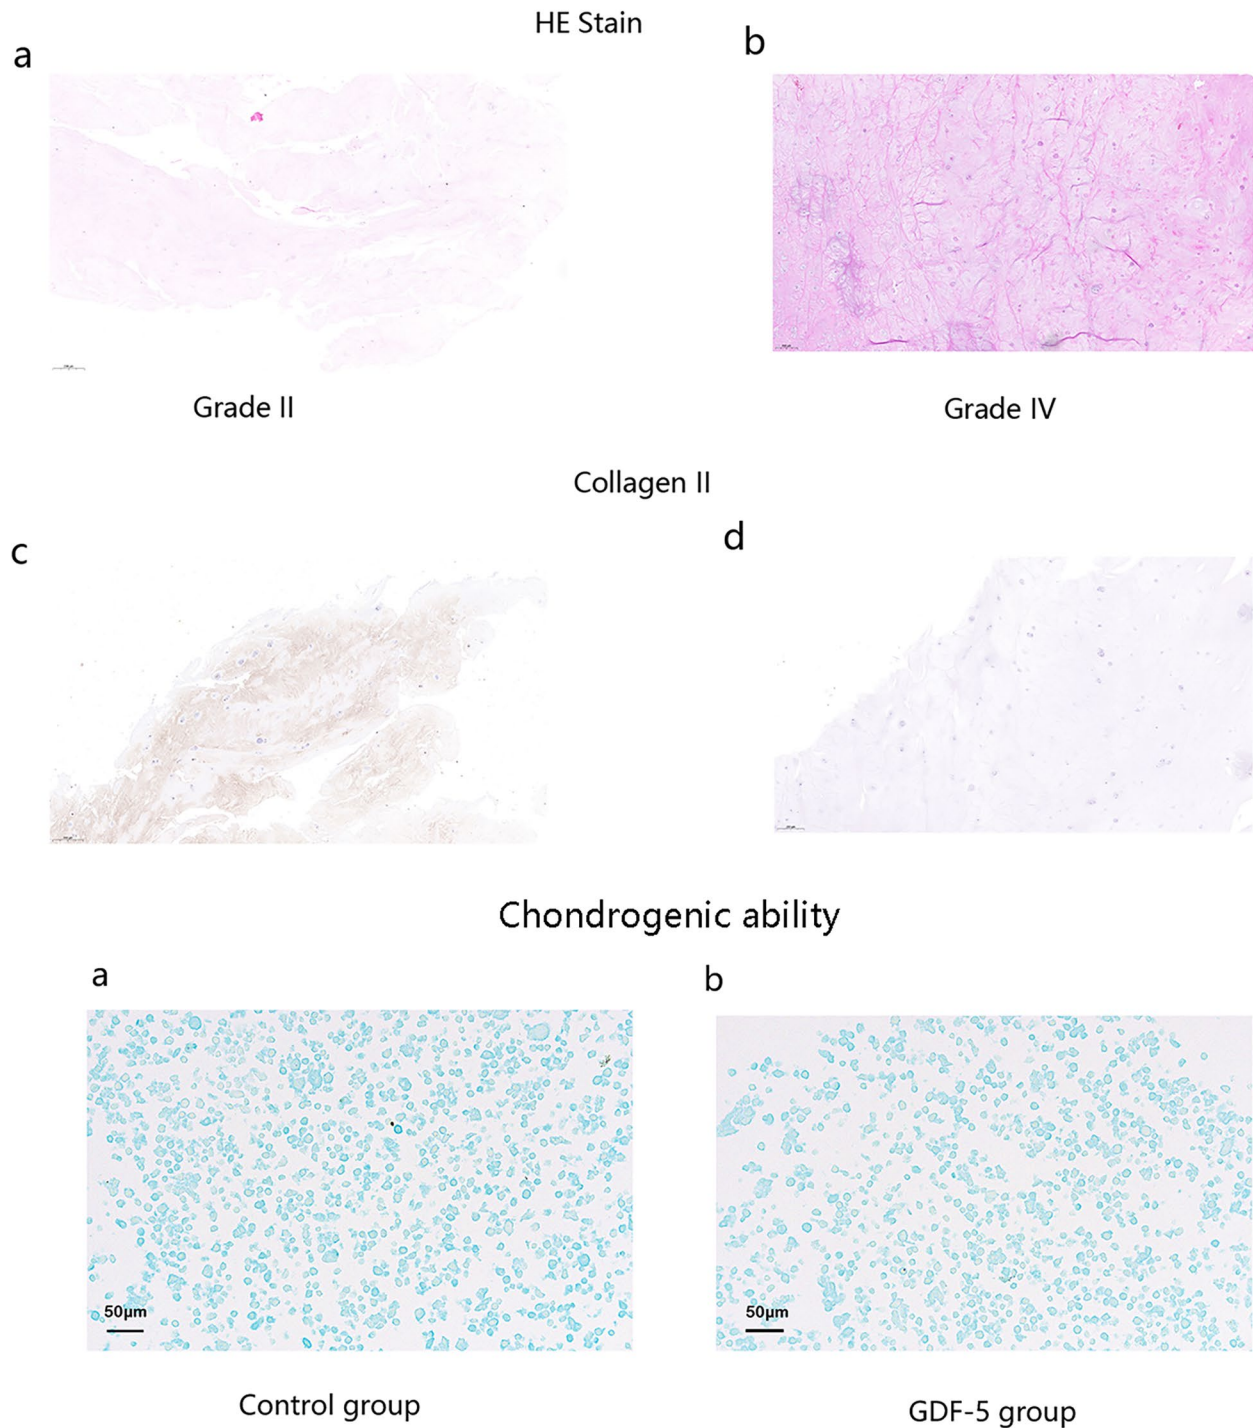 HE Stain
a
b
Grade II
Grade IV
Collagen II
c
d
Chondrogenic ability
a
b
50µm
50µm
Control group
GDF-5 group